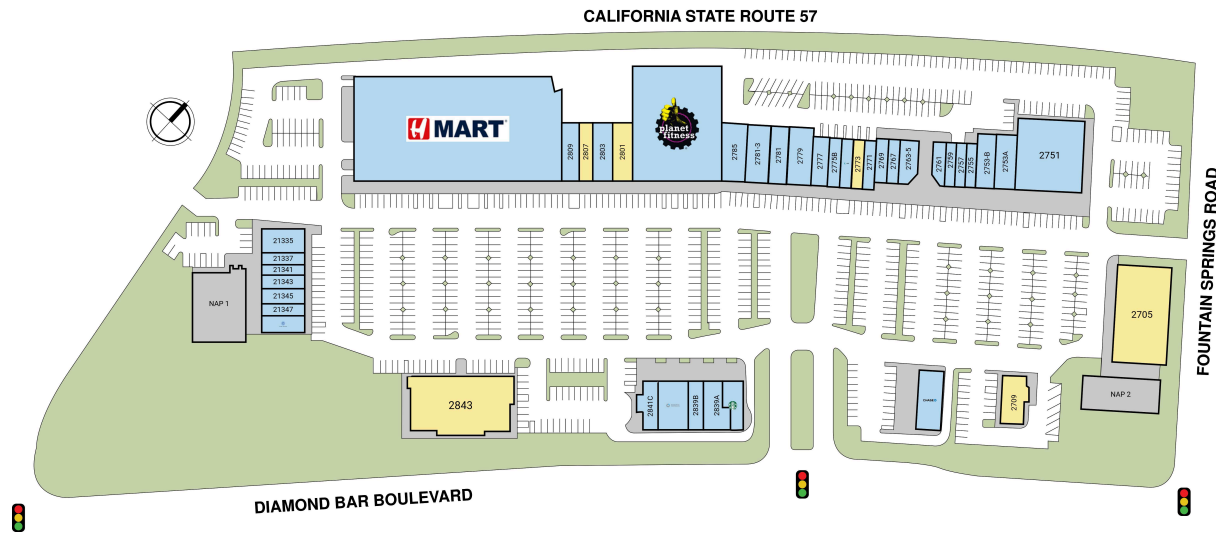 CALIFORNIA STATE ROUTE 57
H MART
planet
fitness
2809
2807
2803
2801
2785
2781-3
2781
2779
2777
2775B
2773
2771
2769
2767
2763-5
2761
2759
2757
2755
2753-B
2753A
2751
FOUNTAIN SPRINGS ROAD
21335
21337
21341
21343
21345
21347
NAP 1
2705
NAP 2
2843
2841C
2839B
2839A
2709
DIAMOND BAR BOULEVARD